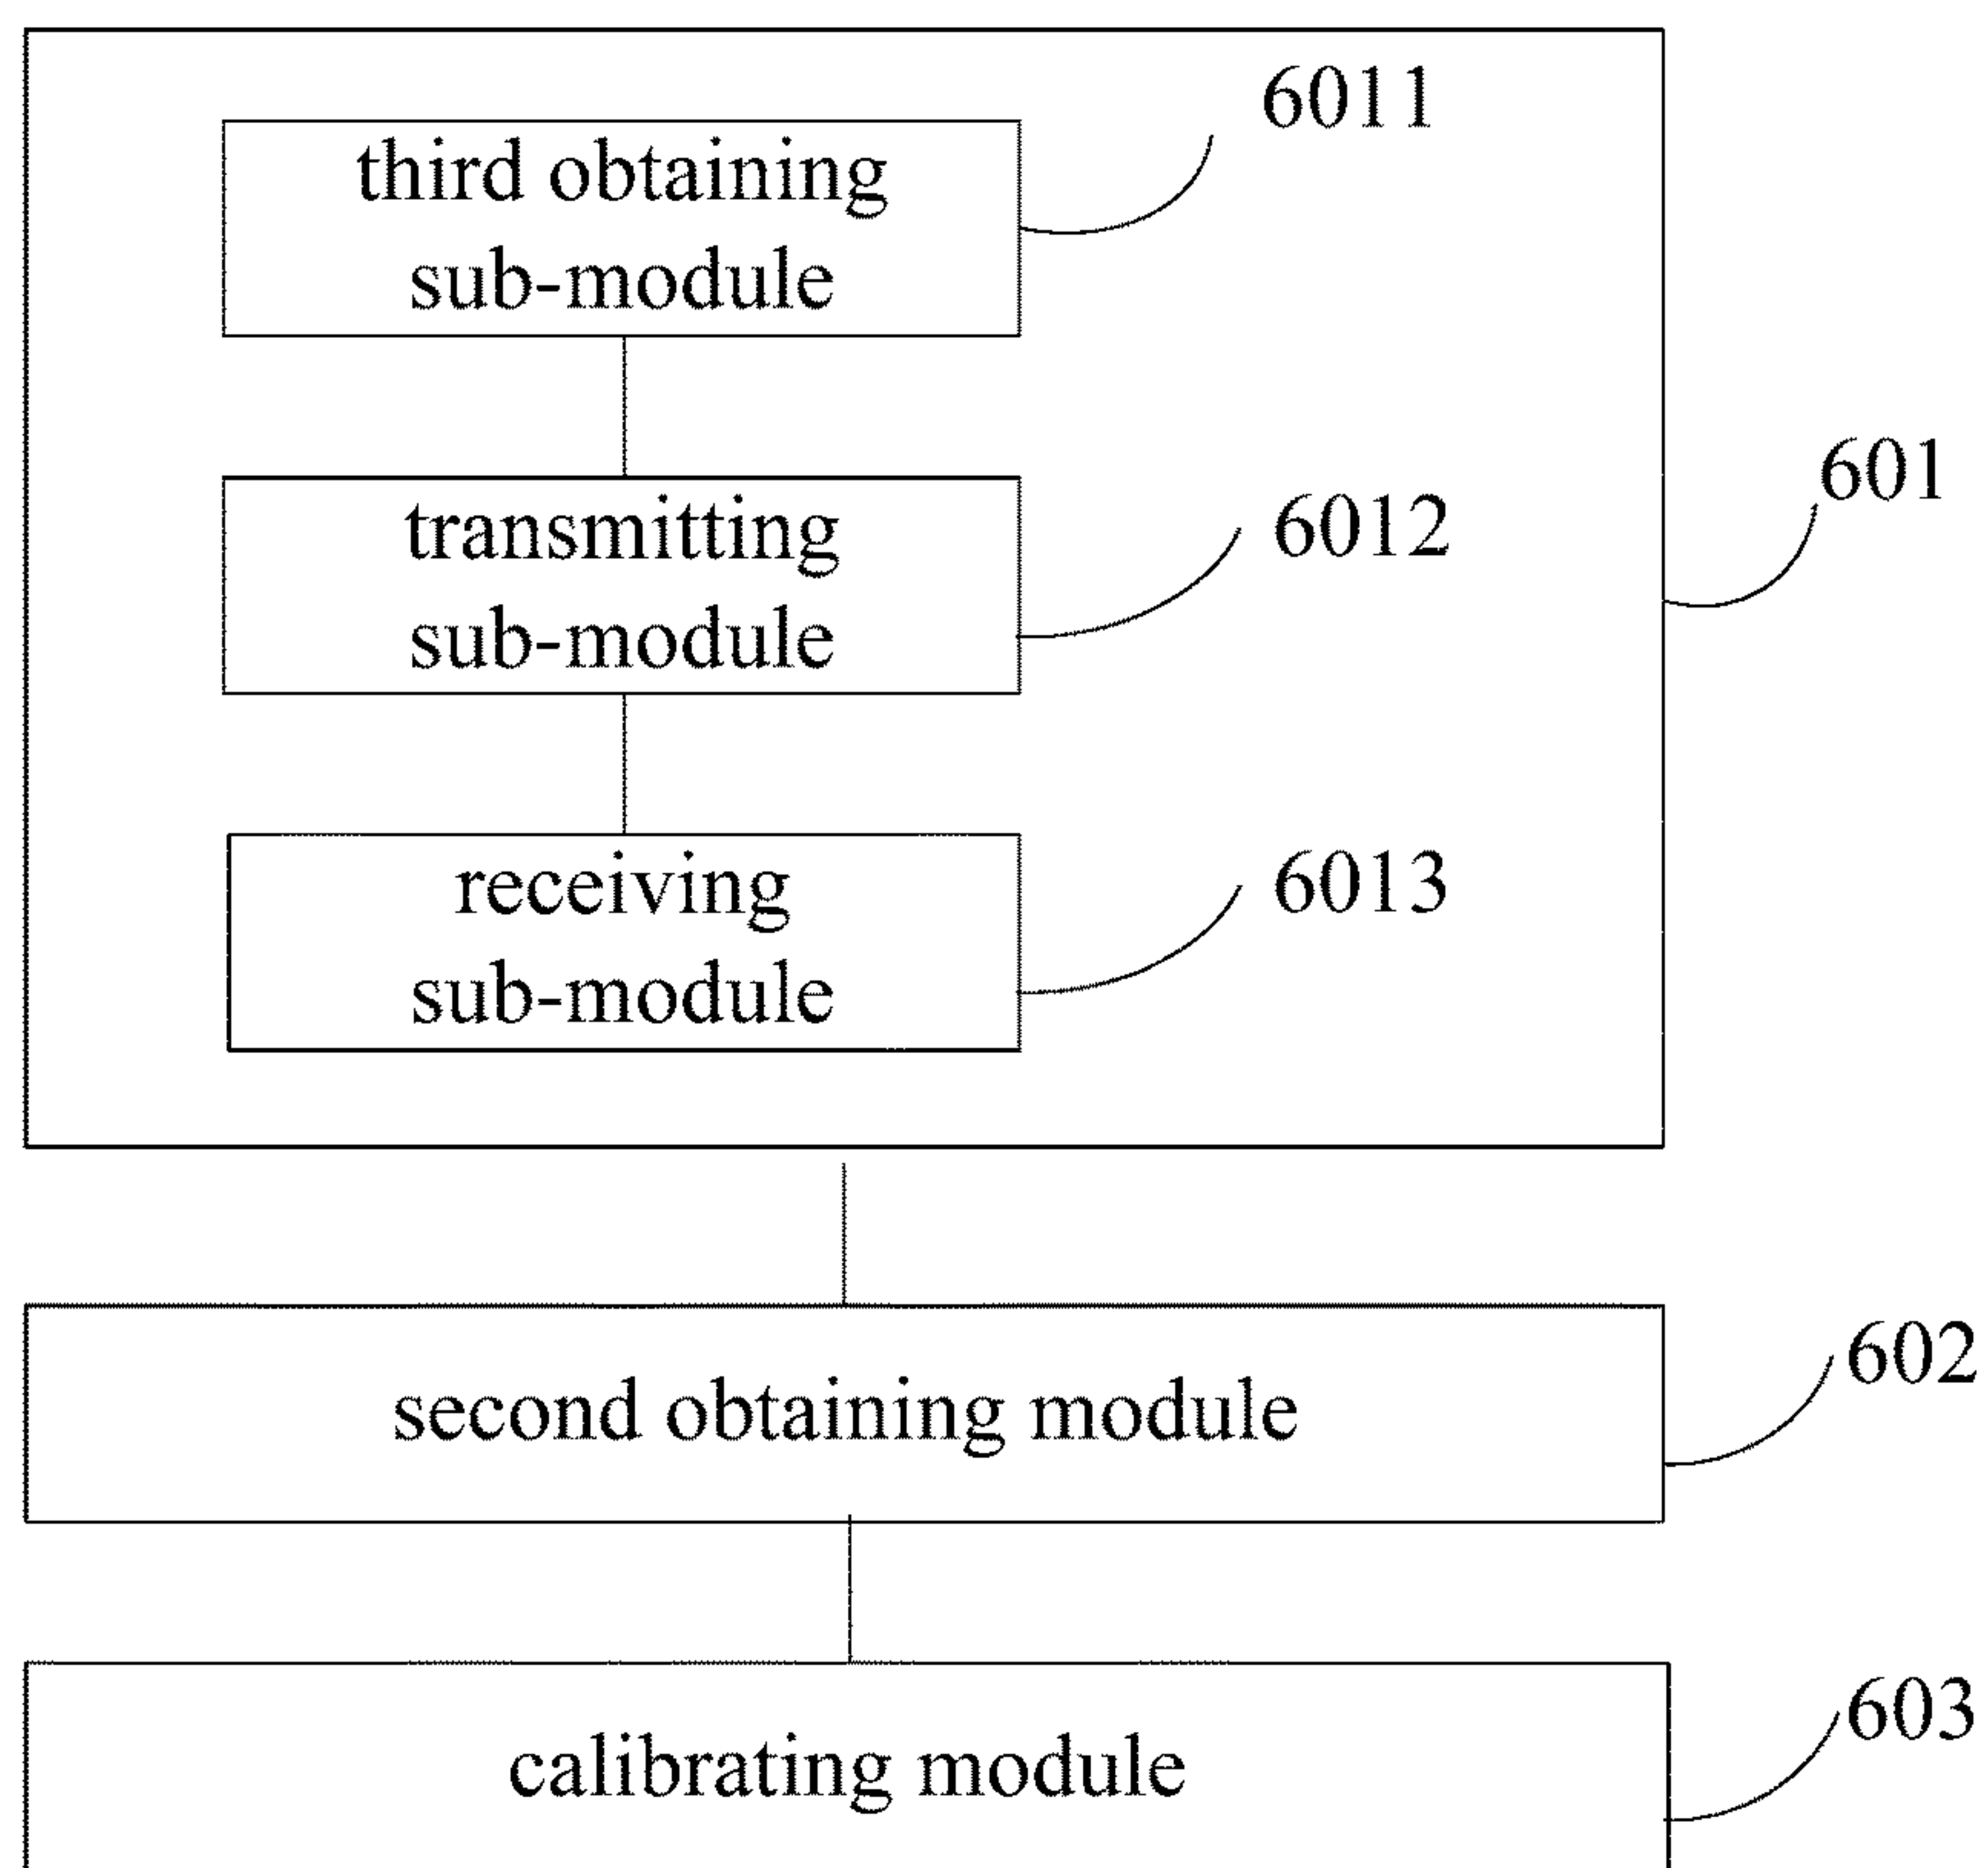 6011
third obtaining
sub-module
601
transmitting
sub-module
6012
receiving
sub-module
6013
second obtaining module
602
calibrating module
603